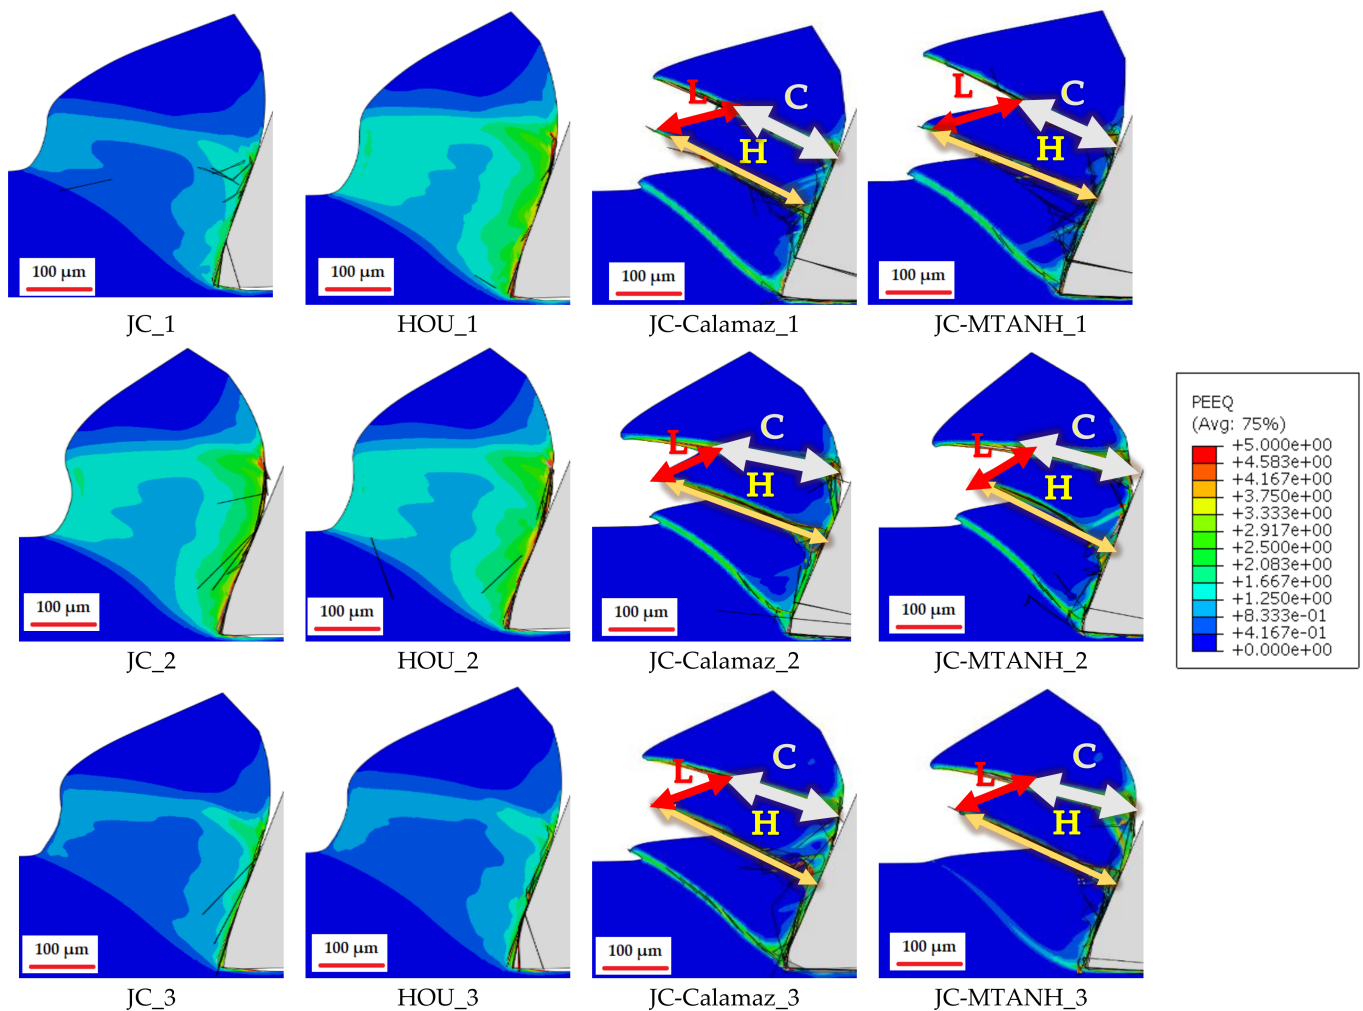 100 µm
JC_1
100 µm
HOU_1
L
C
H
100 µm
JC-Calamaz_1
L
C
H
100 µm
JC-MTANH_1
100 µm
JC_2
100 µm
HOU_2
L
C
H
100 µm
JC-Calamaz_2
L
C
H
100 µm
JC-MTANH_2
PEEQ
(Avg: 75%)
+5.000e+00
+4.583e+00
+4.167e+00
+3.750e+00
+3.333e+00
+2.917e+00
+2.500e+00
+2.083e+00
+1.667e+00
+1.250e+00
+8.333e-01
+4.167e-01
+0.000e+00
100 µm
JC_3
100 µm
HOU_3
L
C
H
100 µm
JC-Calamaz_3
L
C
H
100 µm
JC-MTANH_3